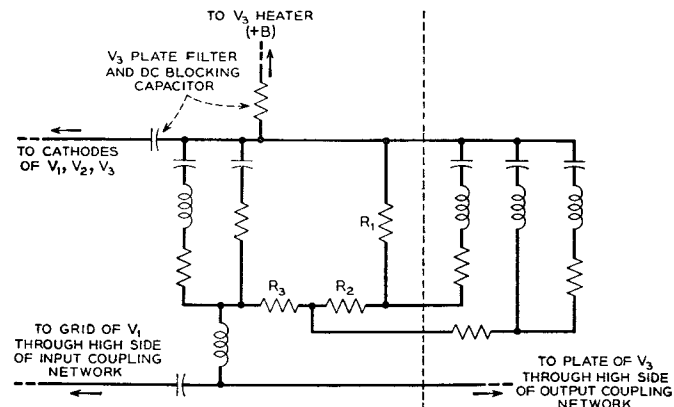 TO V3 HEATER
(+B)
V3 PLATE FILTER
AND DC BLOCKING
CAPACITOR
TO CATHODES
OF V1, V2, V3
R1
R3
R2
TO GRID OF V1
THROUGH HIGH SIDE
OF INPUT COUPLING
NETWORK
TO PLATE OF V3
THROUGH HIGH SIDE
OF OUTPUT COUPLING
NETWORK